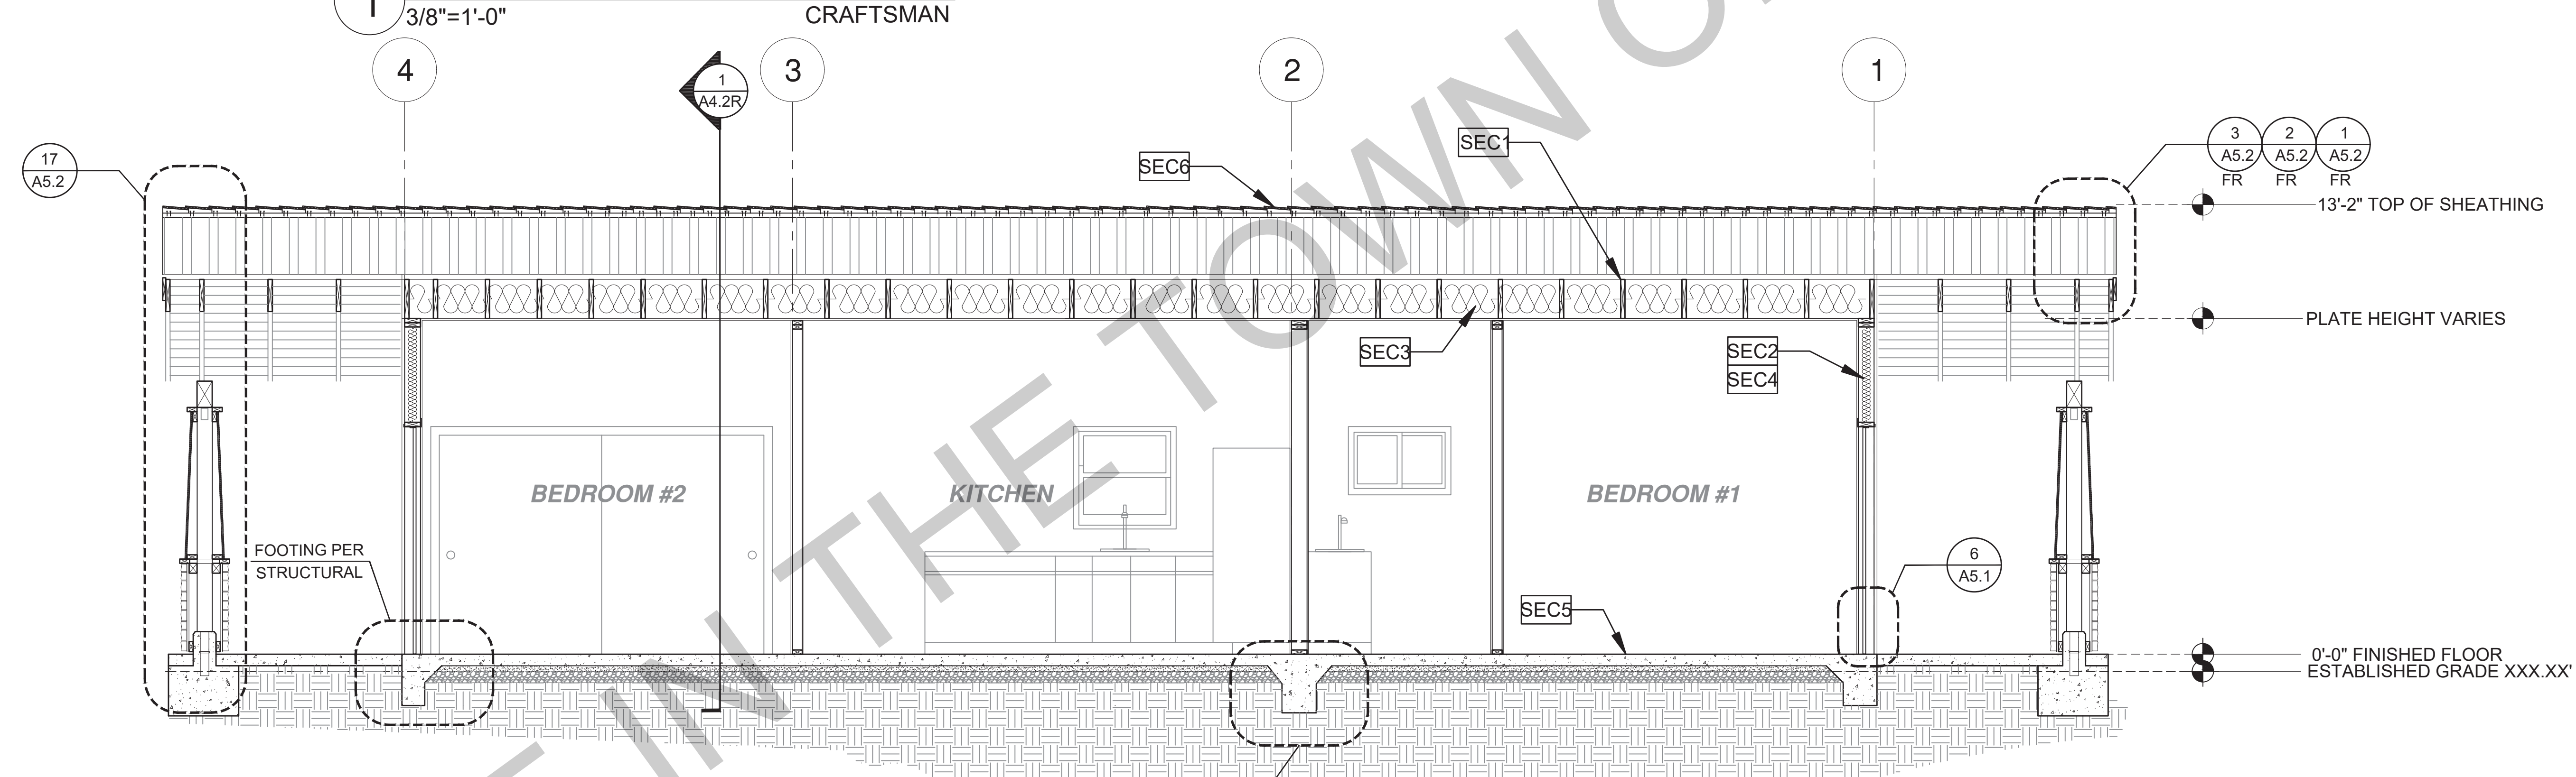 1
3/8"=1'-0"
CRAFTSMAN
4
1
A4.2R
3
2
1
17
A5.2
SEC6
SEC1
3
A5.2
FR
2
A5.2
FR
1
A5.2
FR
13'-2" TOP OF SHEATHING
PLATE HEIGHT VARIES
SEC3
SEC2
SEC4
BEDROOM #2
KITCHEN
BEDROOM #1
FOOTING PER
STRUCTURAL
6
A5.1
SEC5
0'-0" FINISHED FLOOR
ESTABLISHED GRADE XXX.XX'
IN THE TOWN